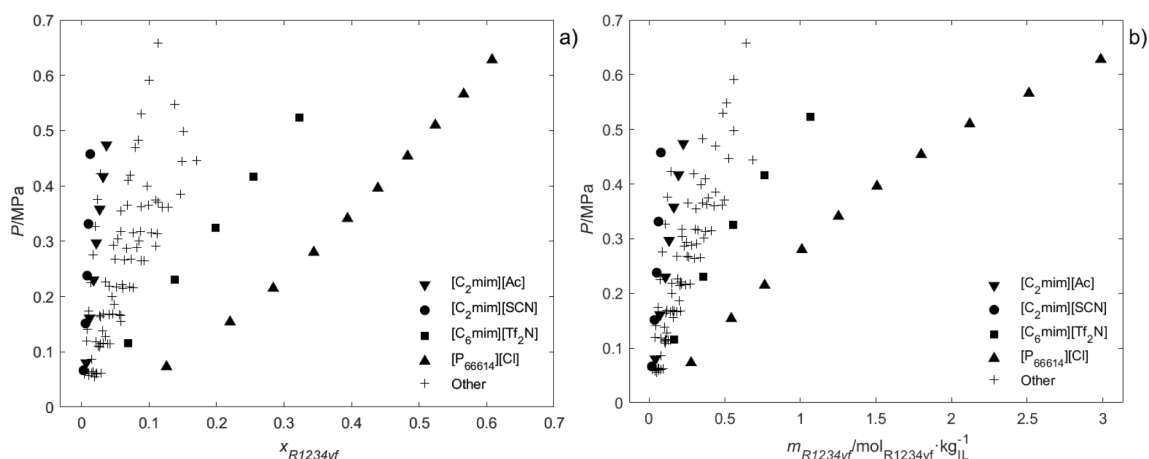 a)
0.7
0.6
0.5
0.4
0.3
0.2
0.1
0
P/MPa
[C2mim][Ac]
[C2mim][SCN]
[C6mim][Tf2N]
[P66614][Cl]
Other
0 0.1 0.2 0.3 0.4 0.5 0.6 0.7
xR1234yf
b)
0.7
0.6
0.5
0.4
0.3
0.2
0.1
0
P/MPa
[C2mim][Ac]
[C2mim][SCN]
[C6mim][Tf2N]
[P66614][Cl]
Other
0 0.5 1 1.5 2 2.5 3
mR1234yf/molR1234yf·kg-1IL